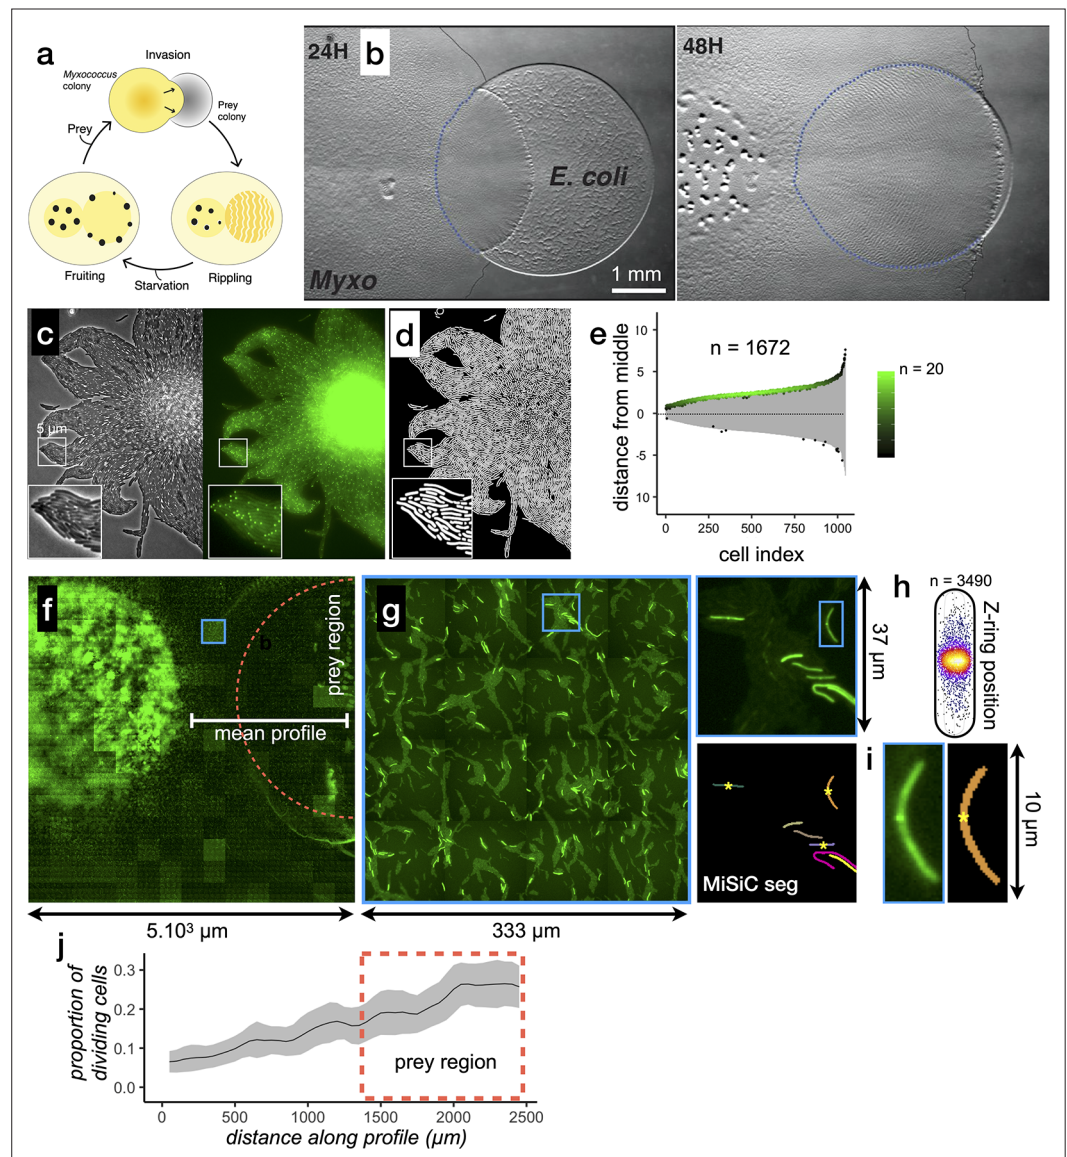 a
Invasion
Myxococcus
colony
Prey
colony
Prey
Fruiting
Rippling
Starvation
24H
b
E. coli
Myxo
1 mm
48H
c
5 µm
d
e
n = 1672
n = 20
distance from middle
10
5
0
-5
10
0
250
500
750
1000
cell index
f
prey region
mean profile
5.10³ µm
g
333 µm
37 µm
MiSiC seg
h
n = 3490
Z-ring position
i
10 µm
j
proportion of
dividing cells
0.3
0.2
0.1
0.0
prey region
0
500
1000
1500
2000
2500
distance along profile (µm)